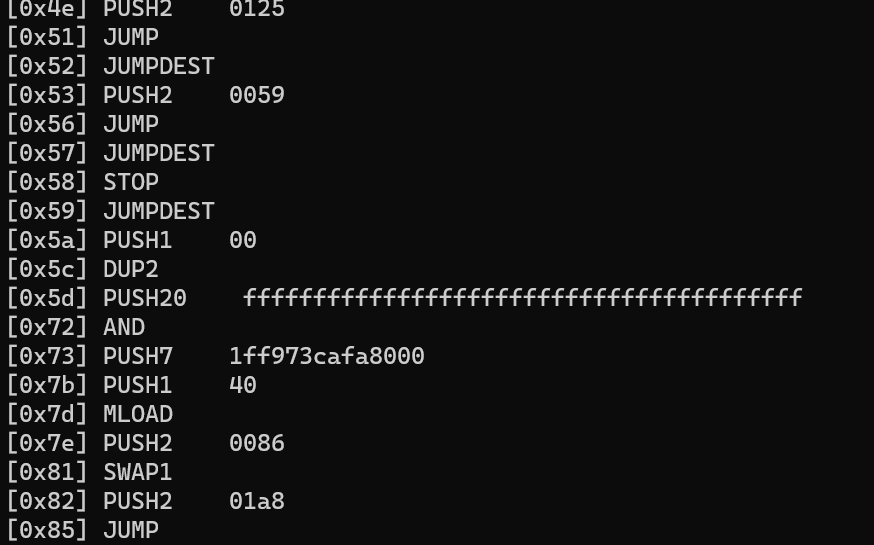 [0x4e] PUSH2    0125
[0x51] JUMP
[0x52] JUMPDEST
[0x53] PUSH2    0059
[0x56] JUMP
[0x57] JUMPDEST
[0x58] STOP
[0x59] JUMPDEST
[0x5a] PUSH1    00
[0x5c] DUP2
[0x5d] PUSH20    ffffffffffffffffffffffffffffffffffffffff
[0x72] AND
[0x73] PUSH7    1ff973cafa8000
[0x7b] PUSH1    40
[0x7d] MLOAD
[0x7e] PUSH2    0086
[0x81] SWAP1
[0x82] PUSH2    01a8
[0x85] JUMP